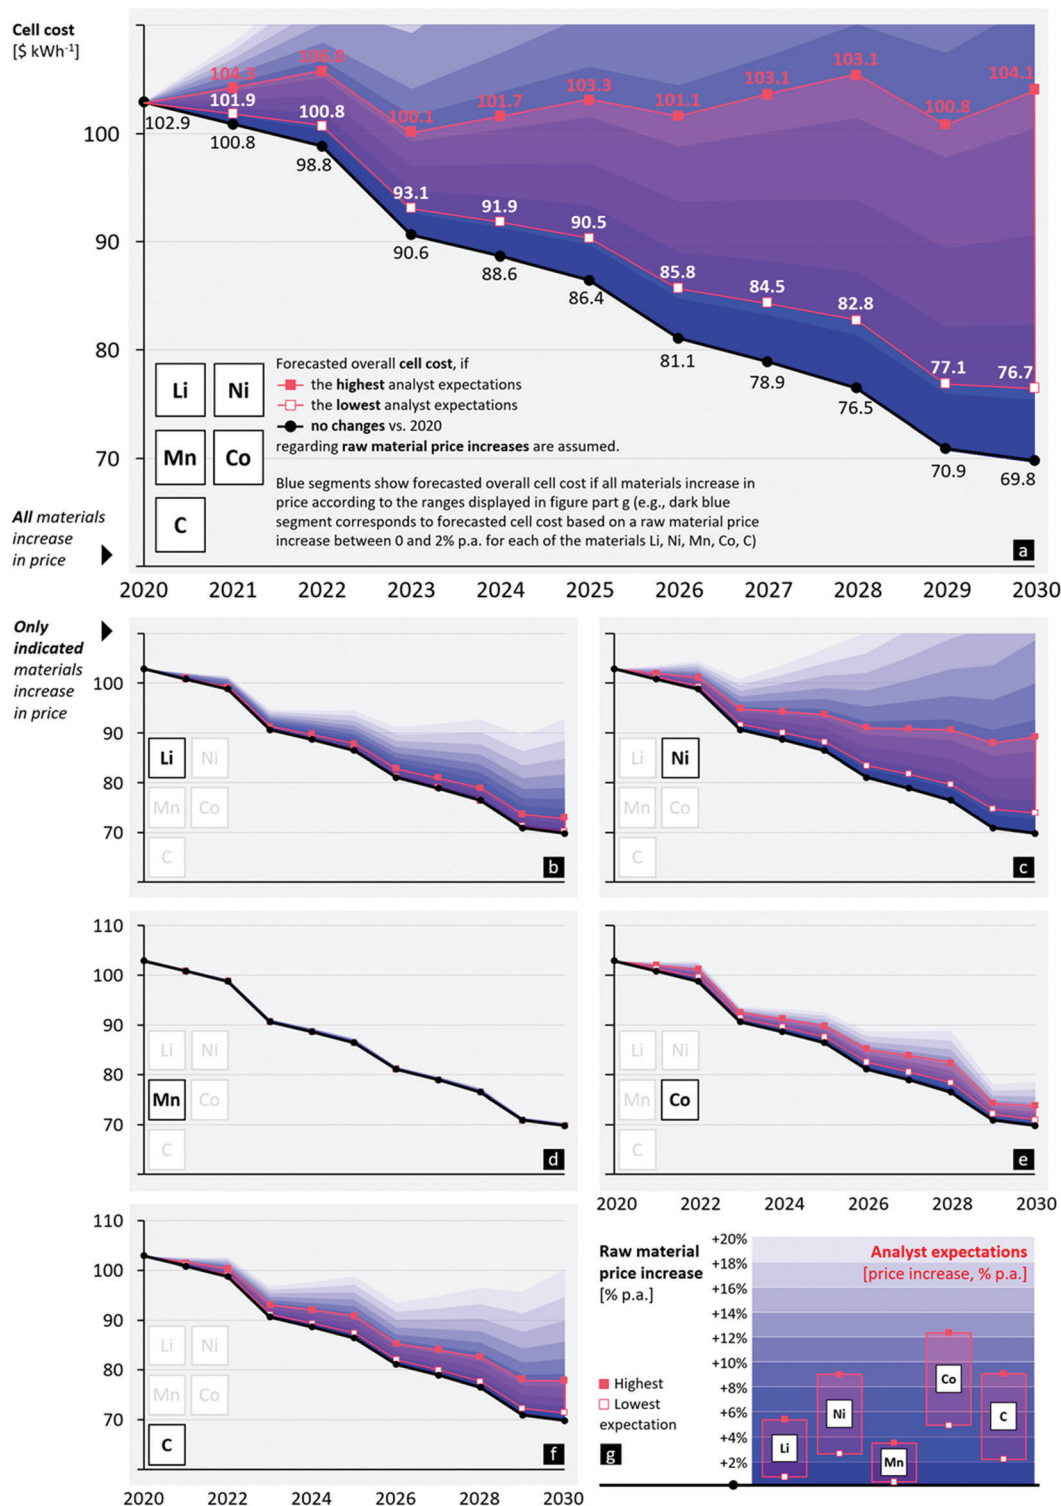 Cell cost
[$ kWh-1]
104.3
106.0
100.1
101.7
103.3
101.1
103.1
103.1
100.8
104.1
101.9
100.8
93.1
91.9
90.5
85.8
84.5
82.8
77.1
76.7
102.9
100.8
98.8
90.6
88.6
86.4
81.1
78.9
76.5
70.9
69.8
100
90
80
70
Li
Ni
Mn
Co
C
Forecasted overall cell cost, if
the highest analyst expectations
the lowest analyst expectations
no changes vs. 2020
regarding raw material price increases are assumed.
Blue segments show forecasted overall cell cost if all materials increase in
price according to the ranges displayed in figure part g (e.g., dark blue
segment corresponds to forecasted cell cost based on a raw material price
increase between 0 and 2% p.a. for each of the materials Li, Ni, Mn, Co, C)
All materials
increase
in price
a
2020 2021 2022 2023 2024 2025 2026 2027 2028 2029 2030
Only
indicated
materials
increase
in price
100
90
80
70
Li Ni
Mn Co
C
b
Li Ni
Mn Co
C
c
110
100
90
80
70
Li Ni
Mn Co
C
d
Li Ni
Mn Co
C
e
2020 2022 2024 2026 2028 2030
110
100
90
80
70
Li Ni
Mn Co
C
f
2020 2022 2024 2026 2028 2030
Raw material
price increase
[% p.a.]
+20%
+18%
+16%
+14%
+12%
+10%
+8%
+6%
+4%
+2%
Analyst expectations
[price increase, % p.a.]
Highest
Lowest
expectation
g
Li
Ni
Mn
Co
C